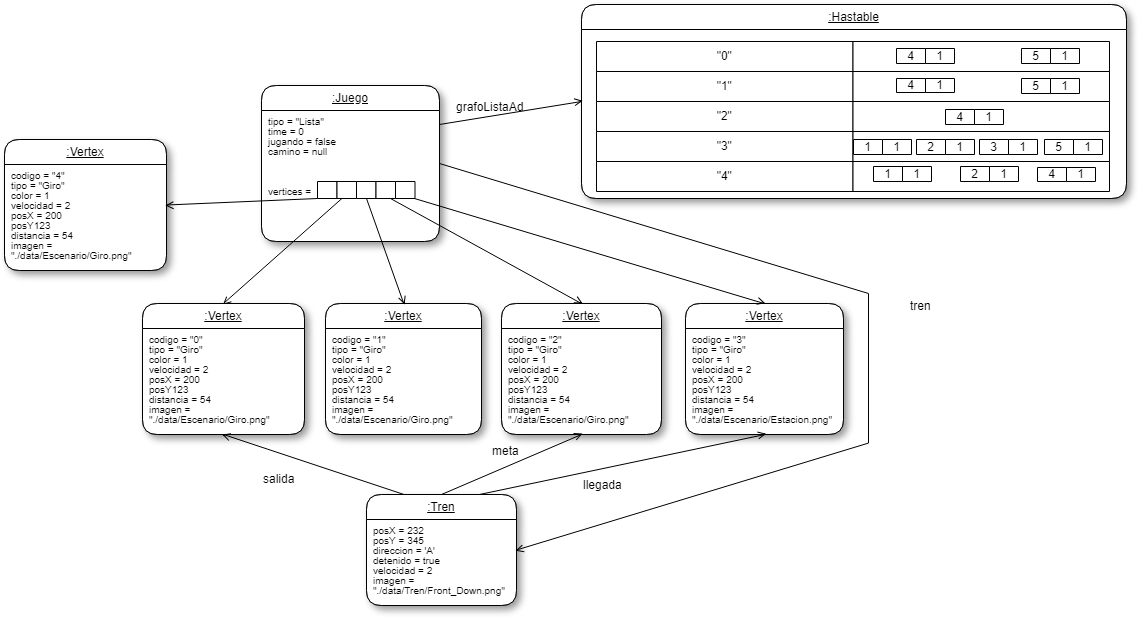 :Hastable
"0"
4 1
5 1
"1"
4 1
5 1
"2"
4 1
"3"
1 1
2 1
3 1
5 1
"4"
1 1
2 1
4 1
:Juego
tipo = "Lista"
time = 0
jugando = false
camino = null
vertices =
grafoListaAd
:Vertex
codigo = "4"
tipo = "Giro"
color = 1
velocidad = 2
posX = 200
posY123
distancia = 54
imagen =
"./data/Escenario/Giro.png"
tren
:Vertex
codigo = "0"
tipo = "Giro"
color = 1
velocidad = 2
posX = 200
posY123
distancia = 54
imagen =
"./data/Escenario/Giro.png"
:Vertex
codigo = "1"
tipo = "Giro"
color = 1
velocidad = 2
posX = 200
posY123
distancia = 54
imagen =
"./data/Escenario/Giro.png"
:Vertex
codigo = "2"
tipo = "Giro"
color = 1
velocidad = 2
posX = 200
posY123
distancia = 54
imagen =
"./data/Escenario/Giro.png"
:Vertex
codigo = "3"
tipo = "Giro"
color = 1
velocidad = 2
posX = 200
posY123
distancia = 54
imagen =
"./data/Escenario/Estacion.png"
salida
meta
llegada
:Tren
posX = 232
posY = 345
direccion = 'A'
detenido = true
velocidad = 2
imagen =
"./data/Tren/Front_Down.png"